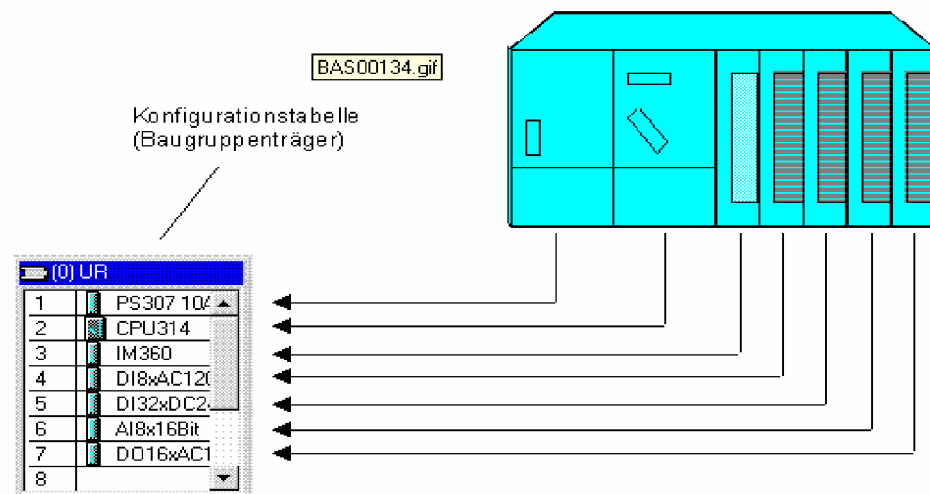 BAS00134.gif
Konfigurationstabelle
(Baugruppenträger)
(0) UR
1 PS307 10A
2 CPU314
3 IM360
4 DI8xAC120
5 DI32xDC24
6 AI8x16Bit
7 DO16xAC1
8